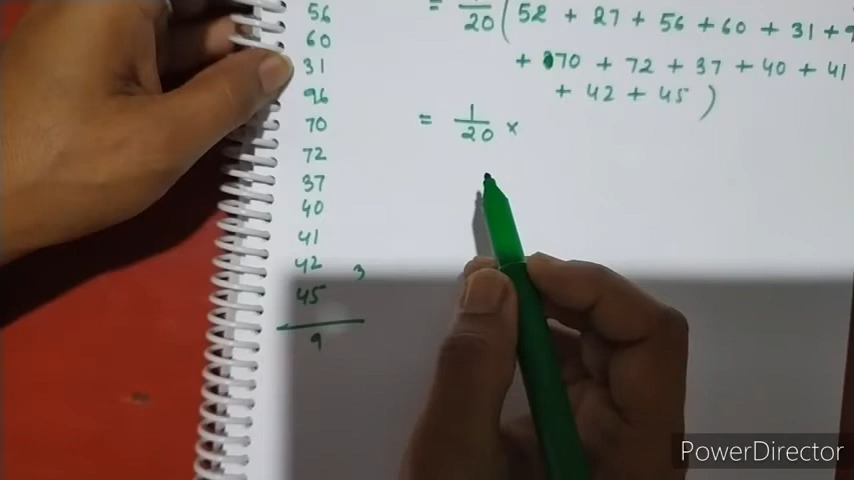 56
60
31
96
70
72
37
40
41
42 3
45
9
= 1/20 ( 52 + 27 + 56 + 60 + 31 + 9
+ 70 + 72 + 37 + 40 + 41
+ 42 + 45 )
= 1/20 ×
PowerDirector